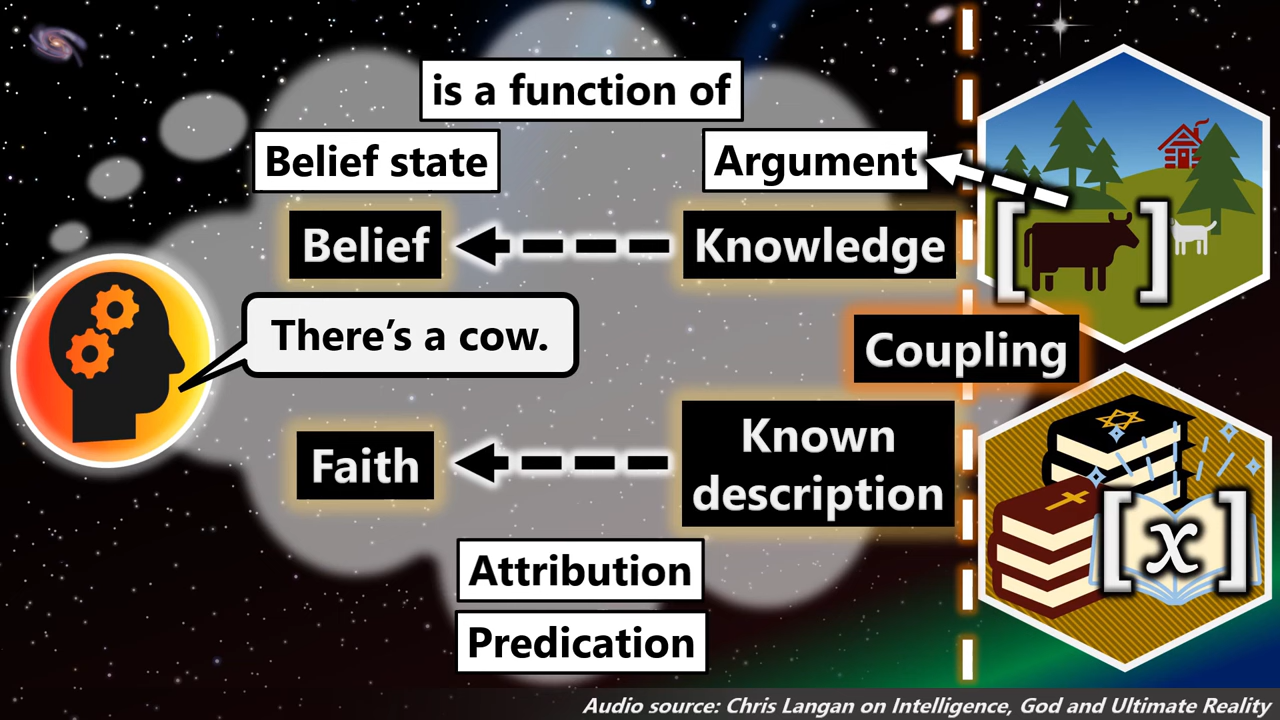 is a function of
Belief state
Argument
Belief
Knowledge
There's a cow.
Coupling
Faith
Known
description
[x]
Attribution
Predication
Audio source: Chris Langan on Intelligence, God and Ultimate Reality